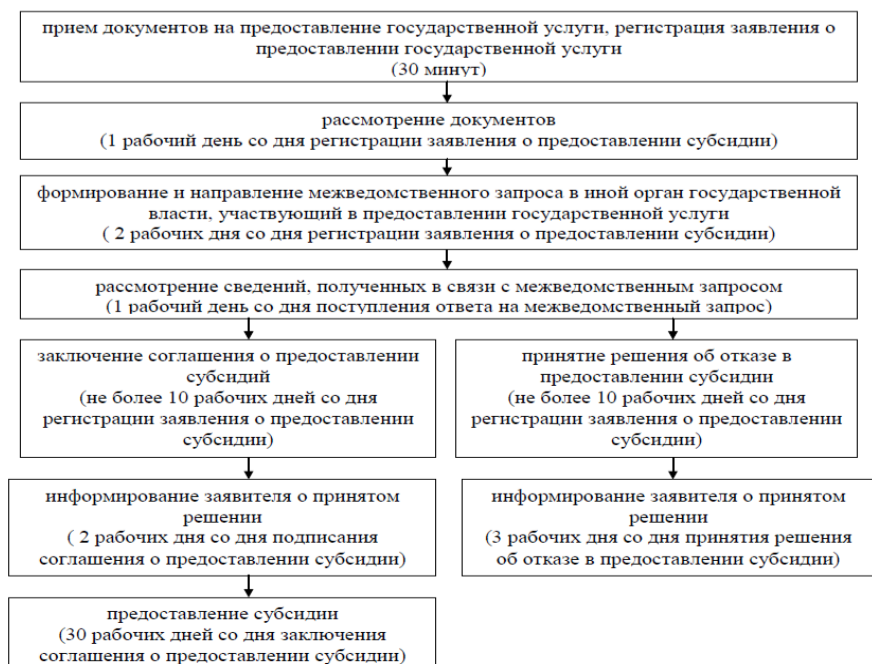 прием документов на предоставление государственной услуги, регистрация заявления о
предоставлении государственной услуги
(30 минут)
рассмотрение документов
(1 рабочий день со дня регистрации заявления о предоставлении субсидии)
формирование и направление межведомственного запроса в иной орган государственной
власти, участвующий в предоставлении государственной услуги
( 2 рабочих дня со дня регистрации заявления о предоставлении субсидии)
рассмотрение сведений, полученных в связи с межведомственным запросом
(1 рабочий день со дня поступления ответа на межведомственный запрос)
заключение соглашения о предоставлении
субсидий
(не более 10 рабочих дней со дня
регистрации заявления о предоставлении
субсидии)
принятие решения об отказе в
предоставлении субсидии
(не более 10 рабочих дней со дня
регистрации заявления о предоставлении
субсидии)
информирование заявителя о принятом
решении
( 2 рабочих дня со дня подписания
соглашения о предоставлении субсидии)
информирование заявителя о принятом
решении
(3 рабочих дня со дня принятия решения
об отказе в предоставлении субсидии)
предоставление субсидии
(30 рабочих дней со дня заключения
соглашения о предоставлении субсидии)